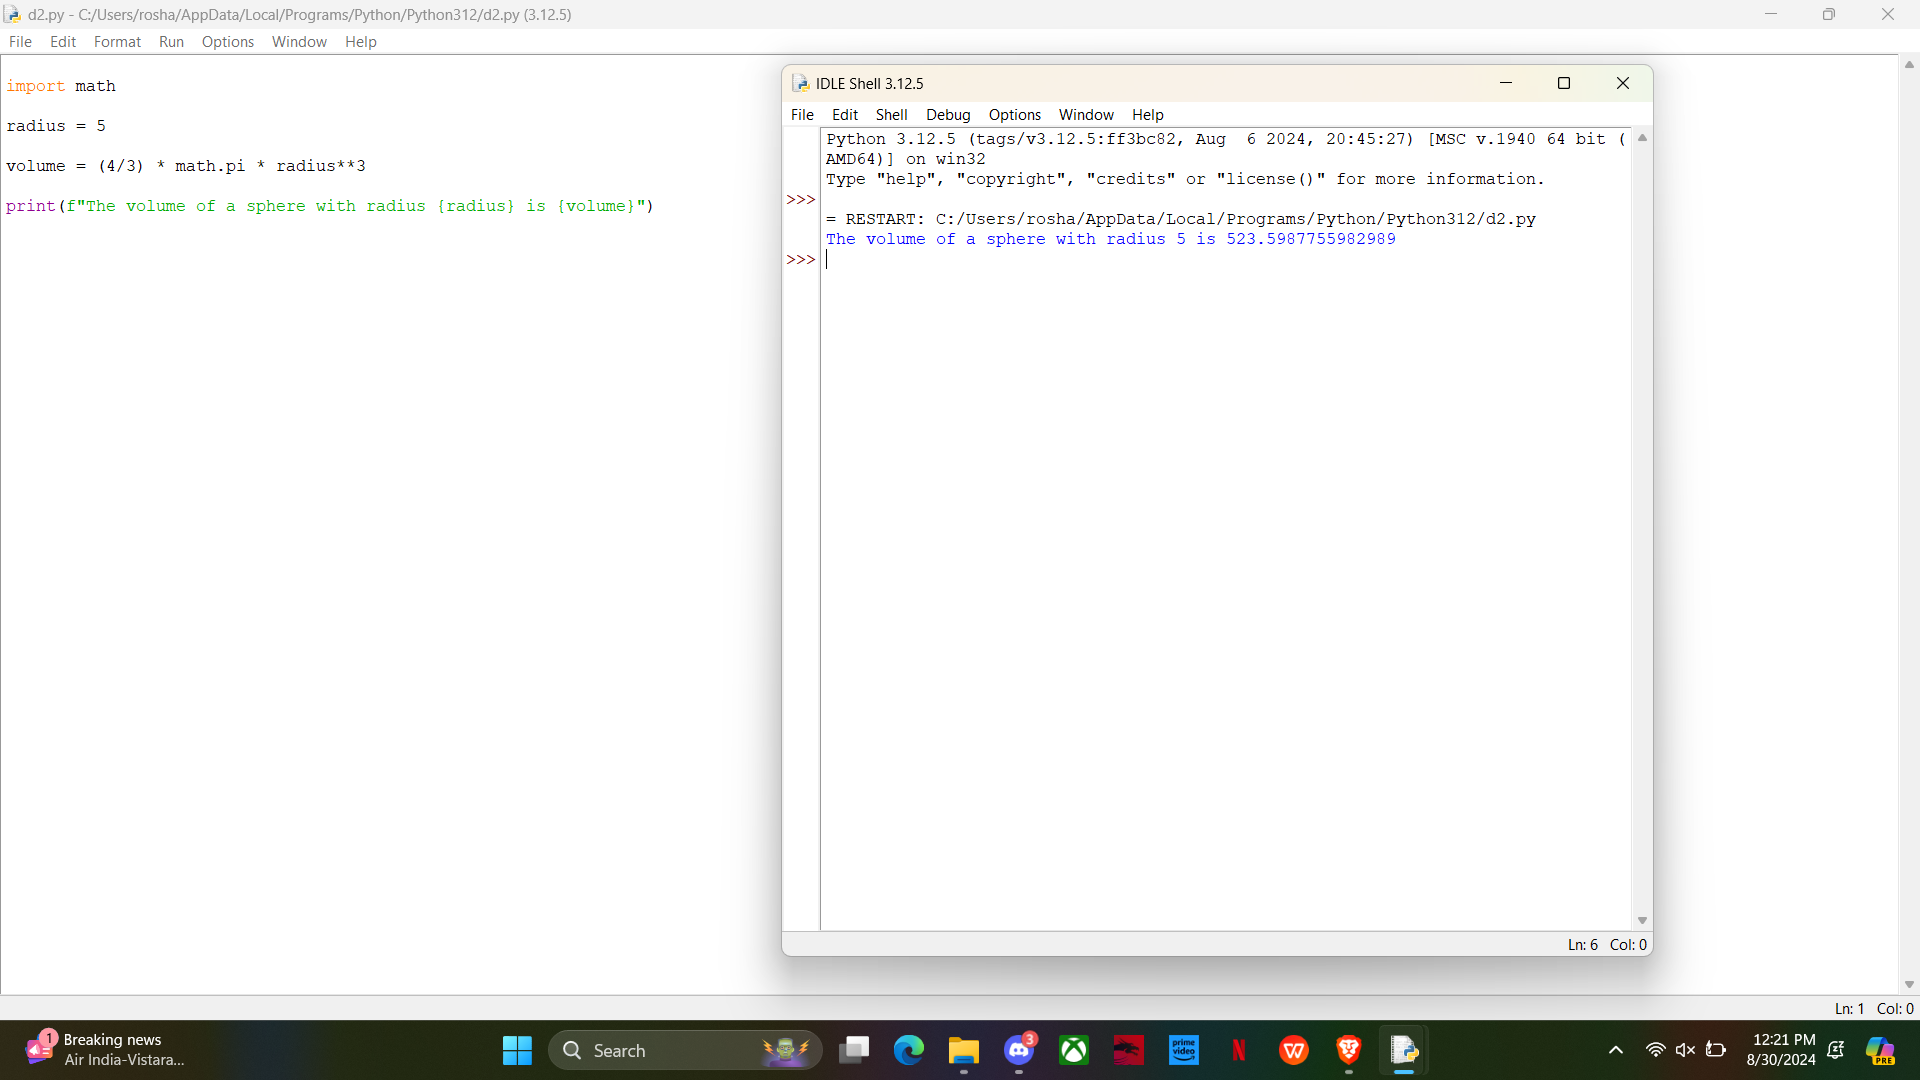 d2.py - C:/Users/rosha/AppData/Local/Programs/Python/Python312/d2.py (3.12.5)
File Edit Format Run Options Window Help
import math
radius = 5
volume = (4/3) * math.pi * radius**3
print(f"The volume of a sphere with radius {radius} is {volume}")
IDLE Shell 3.12.5
File Edit Shell Debug Options Window Help
Python 3.12.5 (tags/v3.12.5:ff3bc82, Aug  6 2024, 20:45:27) [MSC v.1940 64 bit (
AMD64)] on win32
Type "help", "copyright", "credits" or "license()" for more information.
>>>
= RESTART: C:/Users/rosha/AppData/Local/Programs/Python/Python312/d2.py
The volume of a sphere with radius 5 is 523.5987755982989
>>>
Ln: 6 Col: 0
Ln: 1 Col: 0
1
Breaking news
Air India-Vistara...
Search
3
prime video
N
W
12:21 PM
8/30/2024
PRE